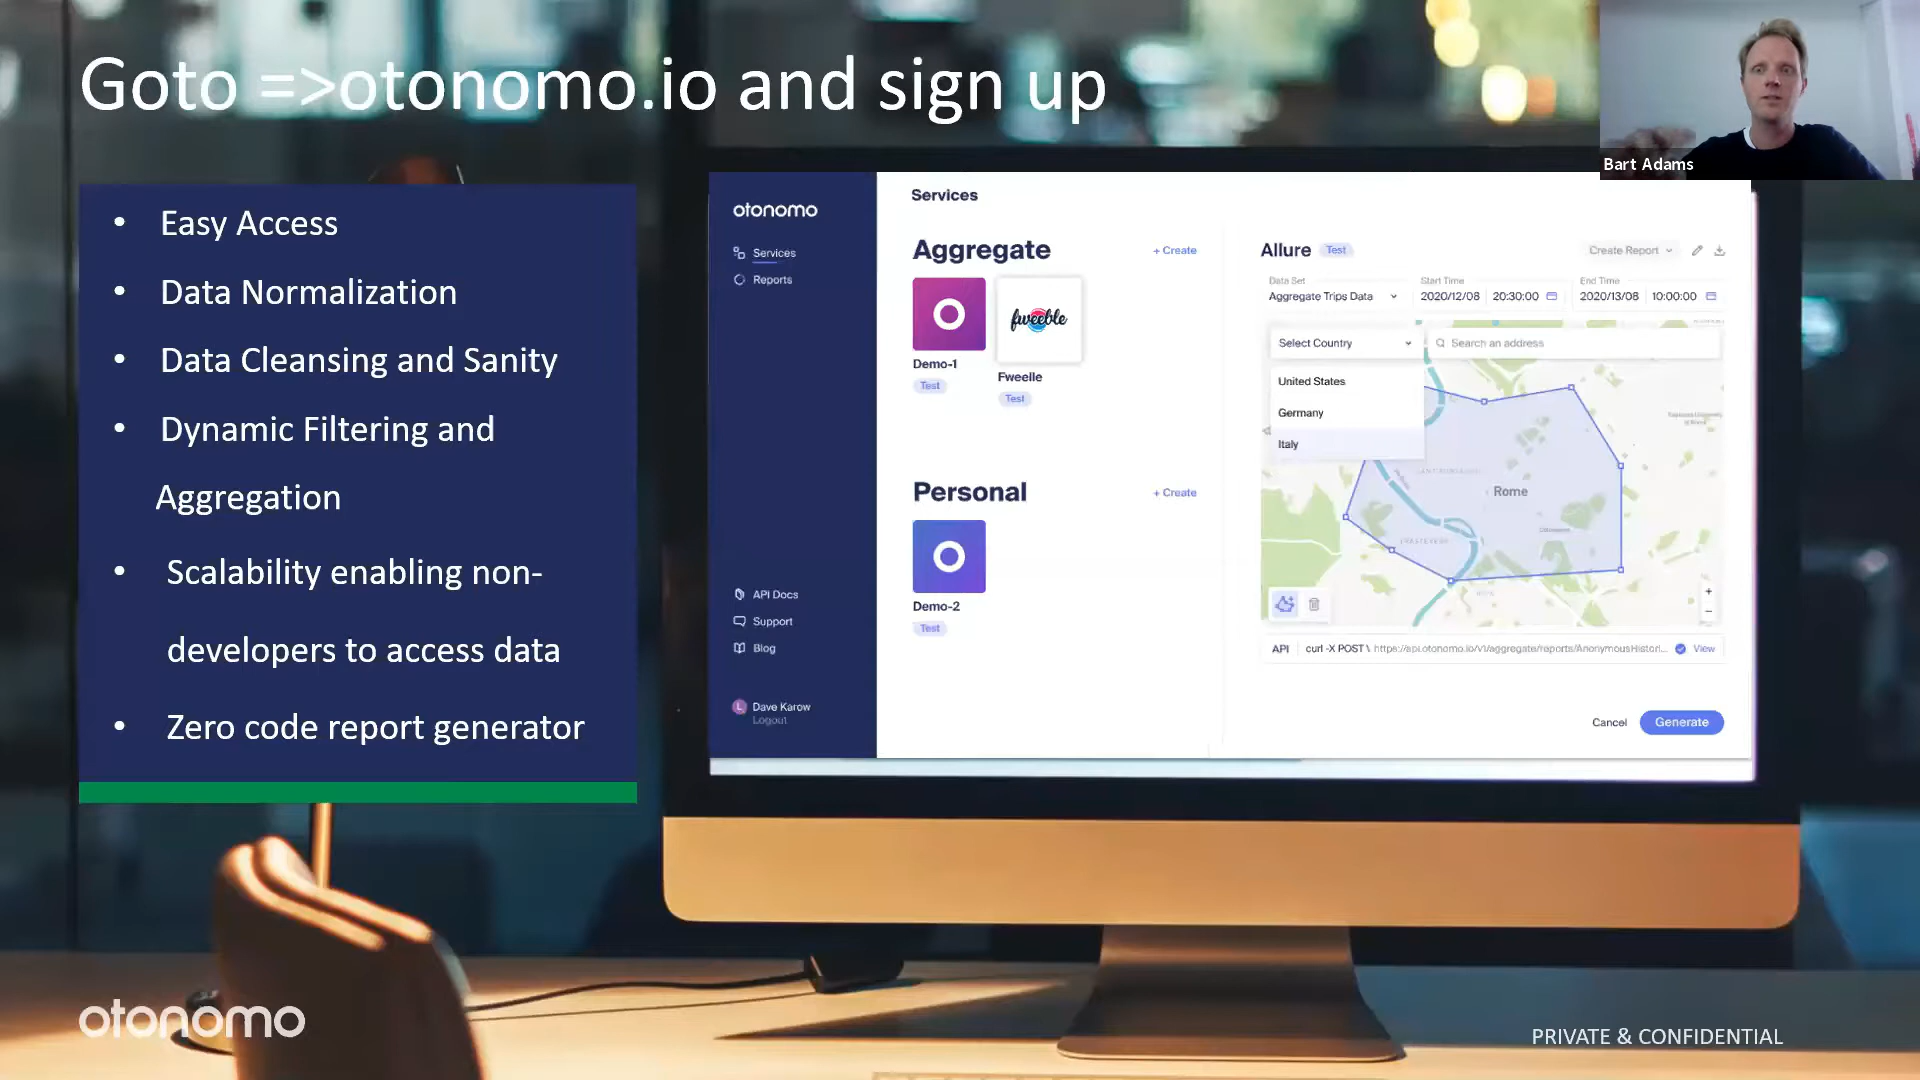 Goto =>otonomo.io and sign up
Bart Adams
• Easy Access
• Data Normalization
• Data Cleansing and Sanity
• Dynamic Filtering and
Aggregation
• Scalability enabling non-
developers to access data
• Zero code report generator
otonomo
Services
Reports
API Docs
Support
Blog
L Dave Karow
Logout
Services
Aggregate
+ Create
Demo-1
Test
fweeble
Fweelle
Test
Personal
+ Create
Demo-2
Test
Allure Test
Create Report
Data Set
Aggregate Trips Data
Start Time
2020/12/08 20:30:00
End Time
2020/13/08 10:00:00
Select Country
Search an address
United States
Germany
Italy
Rome
TRASTEVERE
+
−
API curl -X POST \ https://api.otonomo.io/v1/aggregate/reports/AnonymousHistori... View
Cancel
Generate
otonomo
PRIVATE & CONFIDENTIAL